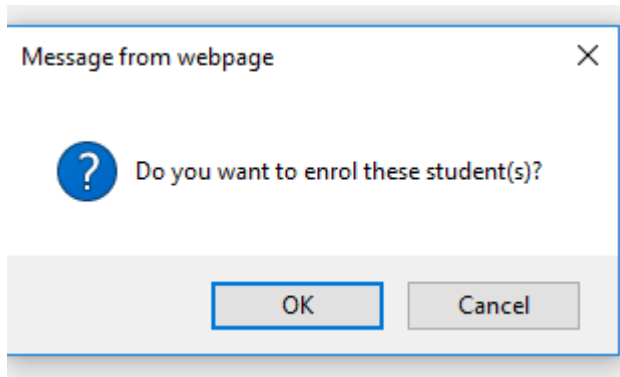 Message from webpage
Do you want to enrol these student(s)?
OK
Cancel